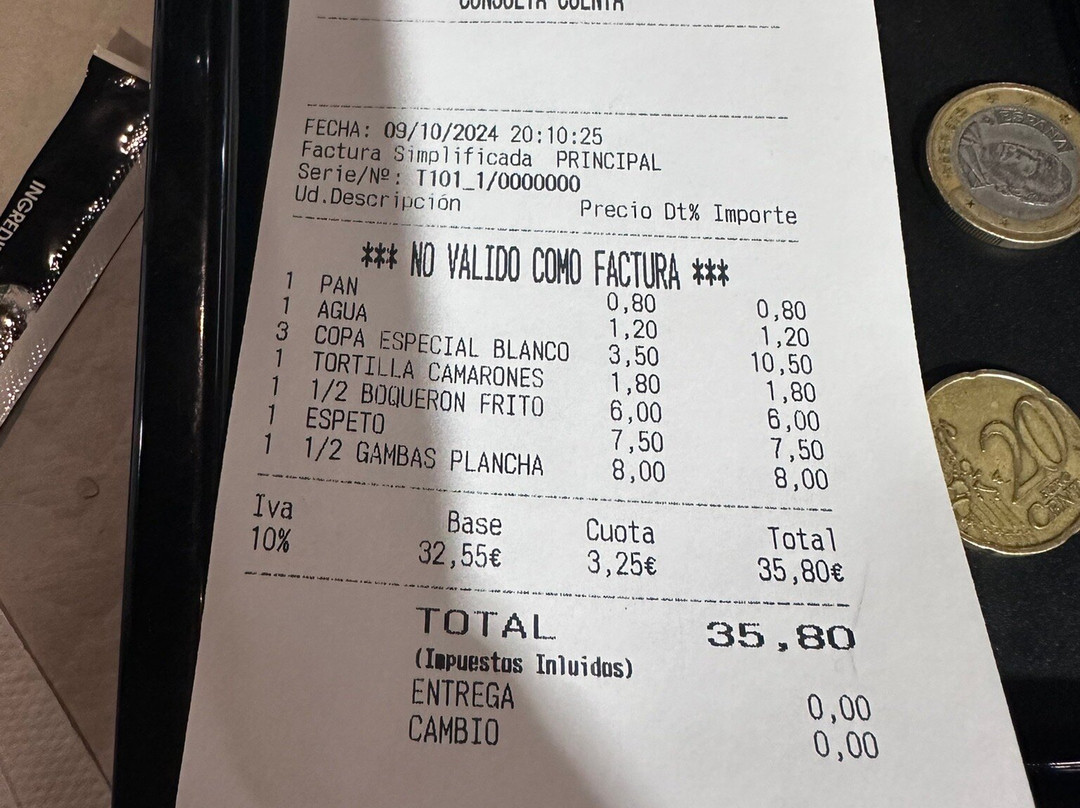 CONSULTA CUENTA
FECHA: 09/10/2024 20:10:25
Factura Simplificada PRINCIPAL
Serie/Nº: T101_1/0000000
Ud.Descripción Precio Dt% Importe
*** NO VALIDO COMO FACTURA ***
1 PAN 0,80 0,80
1 AGUA 1,20 1,20
3 COPA ESPECIAL BLANCO 3,50 10,50
1 TORTILLA CAMARONES 1,80 1,80
1 1/2 BOQUERON FRITO 6,00 6,00
1 ESPETO 7,50 7,50
1 1/2 GAMBAS PLANCHA 8,00 8,00
Iva Base Cuota Total
10% 32,55€ 3,25€ 35,80€
TOTAL 35,80
(Impuestos Inluidos)
ENTREGA 0,00
CAMBIO 0,00
ESPAÑA
20
CENT